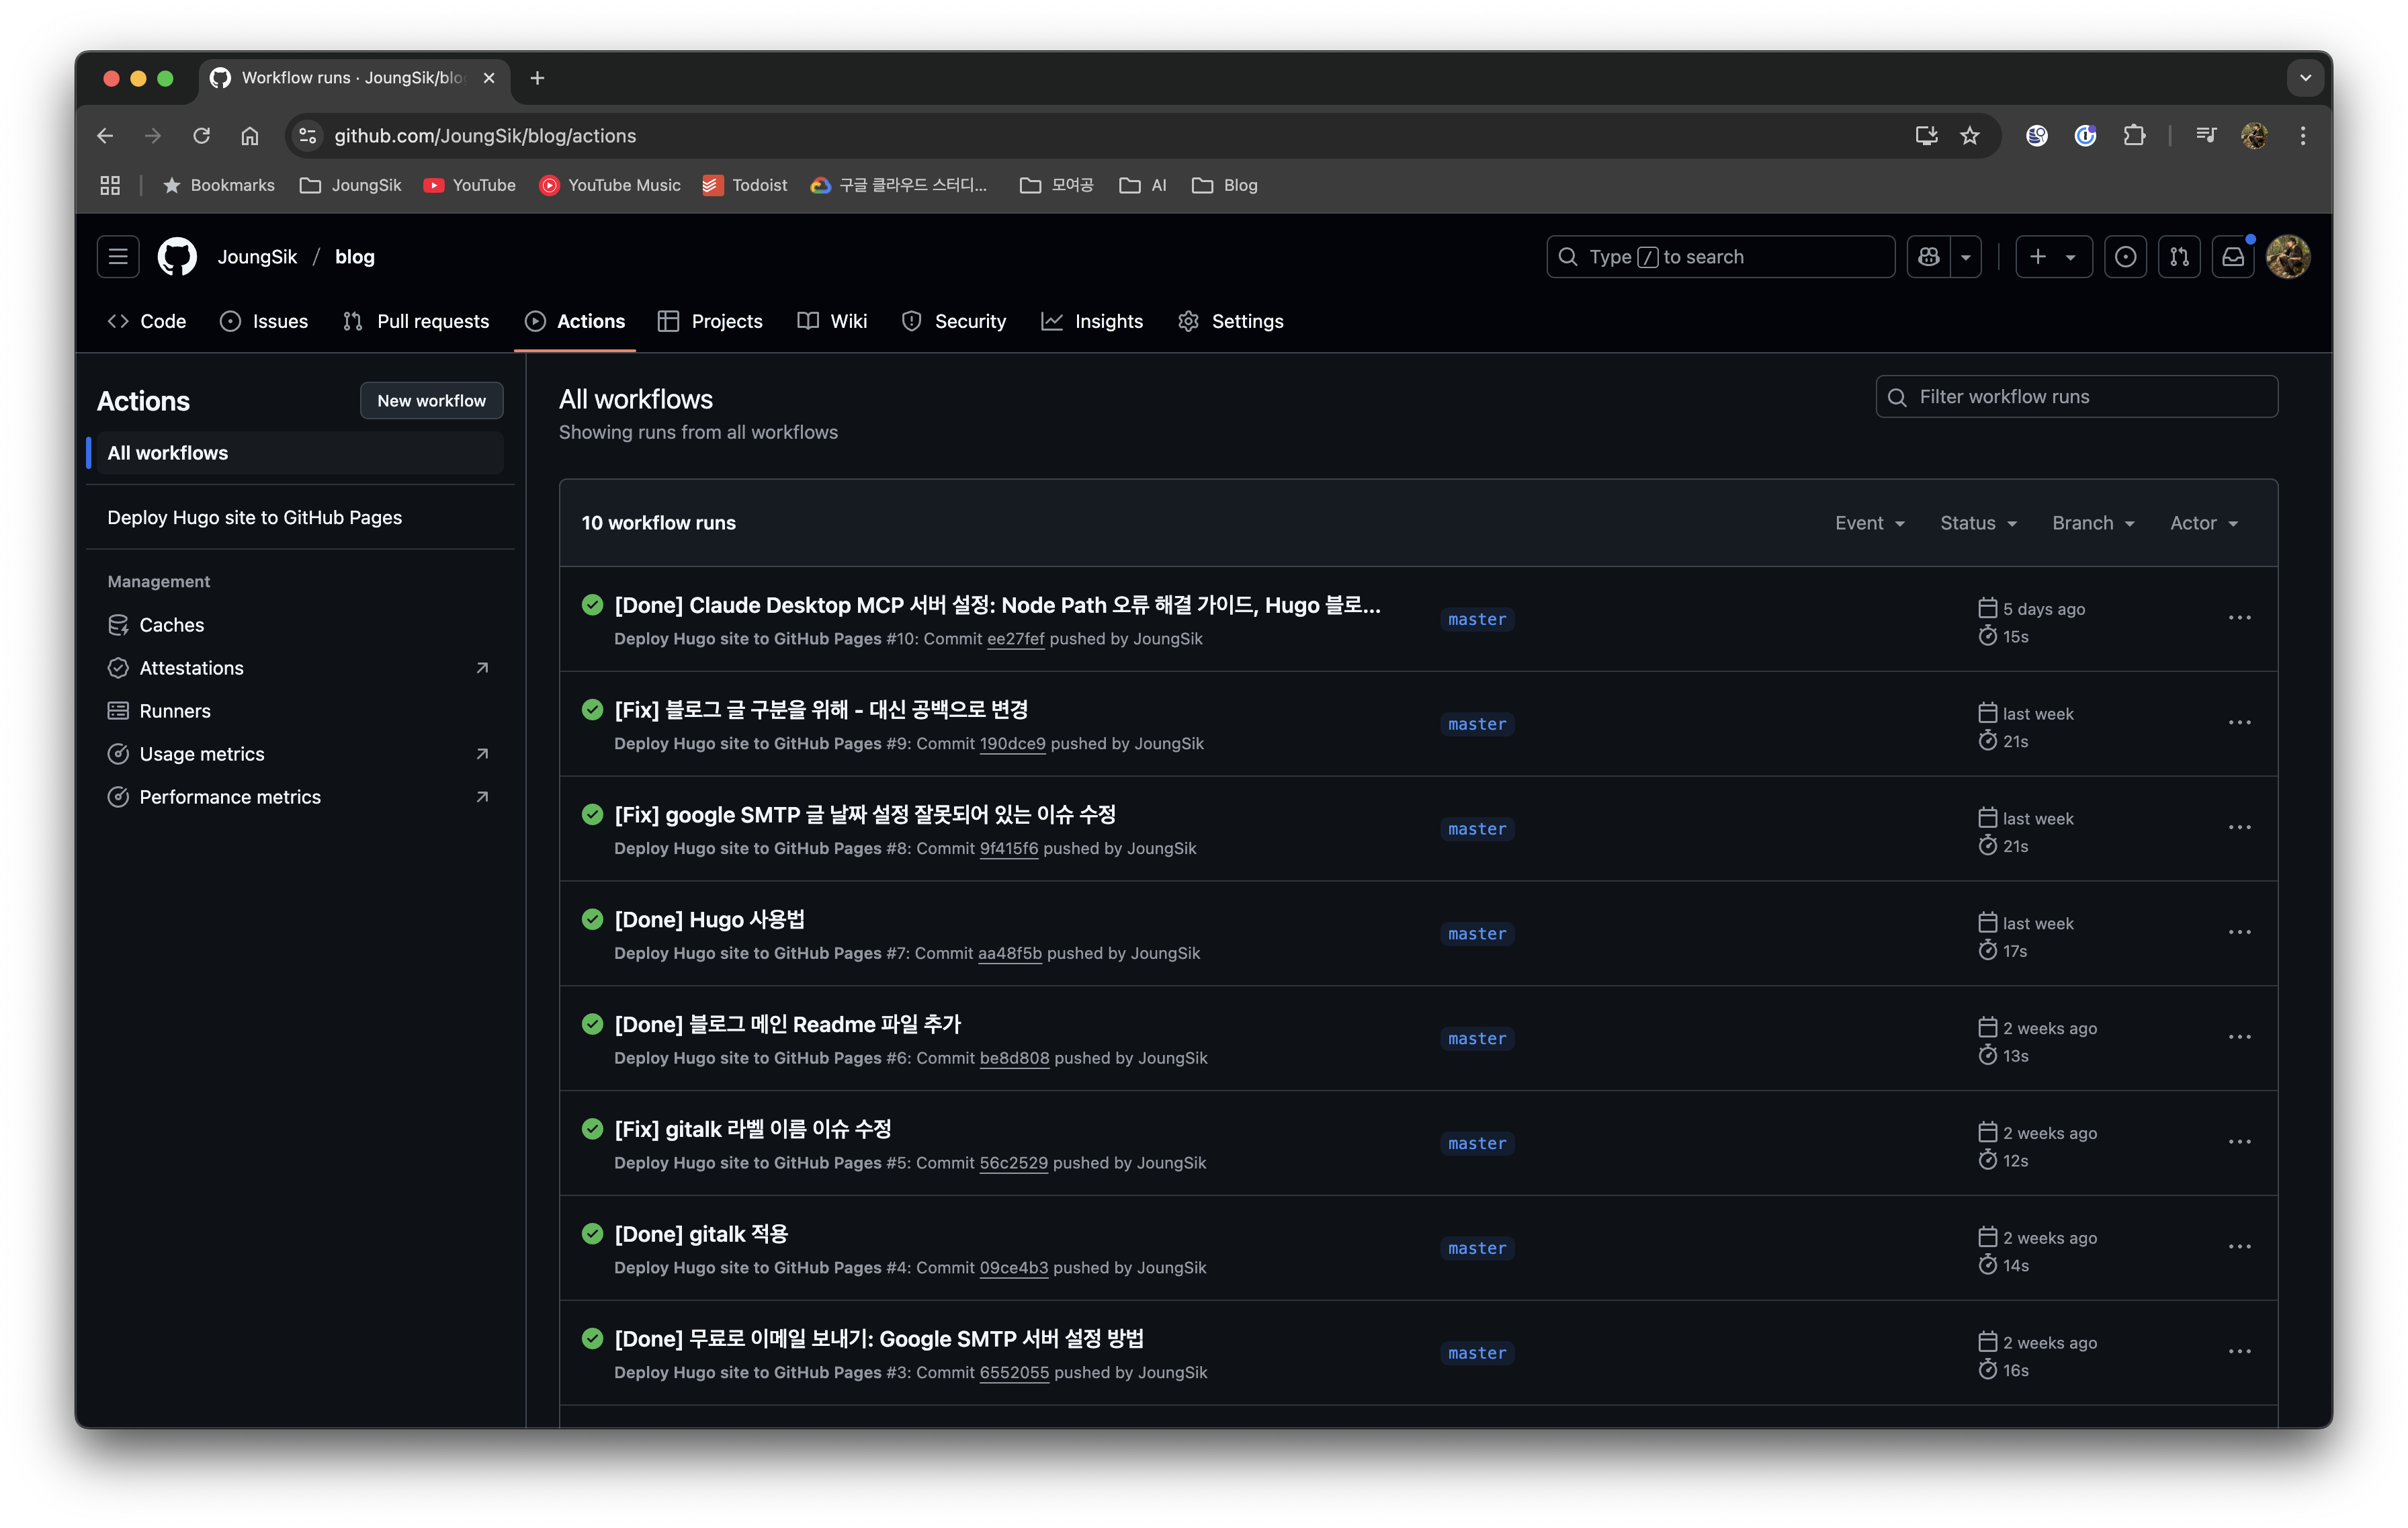 Workflow runs · JoungSik/blo
github.com/JoungSik/blog/actions
Bookmarks JoungSik YouTube YouTube Music Todoist 구글 클라우드 스터디... 모여공 AI Blog
JoungSik / blog
Type / to search
Code Issues Pull requests Actions Projects Wiki Security Insights Settings
Actions
New workflow
All workflows
Deploy Hugo site to GitHub Pages
Management
Caches
Attestations
Runners
Usage metrics
Performance metrics
All workflows
Showing runs from all workflows
Filter workflow runs
10 workflow runs
Event Status Branch Actor
[Done] Claude Desktop MCP 서버 설정: Node Path 오류 해결 가이드, Hugo 블로...
Deploy Hugo site to GitHub Pages #10: Commit ee27fef pushed by JoungSik
master
5 days ago
15s
[Fix] 블로그 글 구분을 위해 - 대신 공백으로 변경
Deploy Hugo site to GitHub Pages #9: Commit 190dce9 pushed by JoungSik
master
last week
21s
[Fix] google SMTP 글 날짜 설정 잘못되어 있는 이슈 수정
Deploy Hugo site to GitHub Pages #8: Commit 9f415f6 pushed by JoungSik
master
last week
21s
[Done] Hugo 사용법
Deploy Hugo site to GitHub Pages #7: Commit aa48f5b pushed by JoungSik
master
last week
17s
[Done] 블로그 메인 Readme 파일 추가
Deploy Hugo site to GitHub Pages #6: Commit be8d808 pushed by JoungSik
master
2 weeks ago
13s
[Fix] gitalk 라벨 이름 이슈 수정
Deploy Hugo site to GitHub Pages #5: Commit 56c2529 pushed by JoungSik
master
2 weeks ago
12s
[Done] gitalk 적용
Deploy Hugo site to GitHub Pages #4: Commit 09ce4b3 pushed by JoungSik
master
2 weeks ago
14s
[Done] 무료로 이메일 보내기: Google SMTP 서버 설정 방법
Deploy Hugo site to GitHub Pages #3: Commit 6552055 pushed by JoungSik
master
2 weeks ago
16s